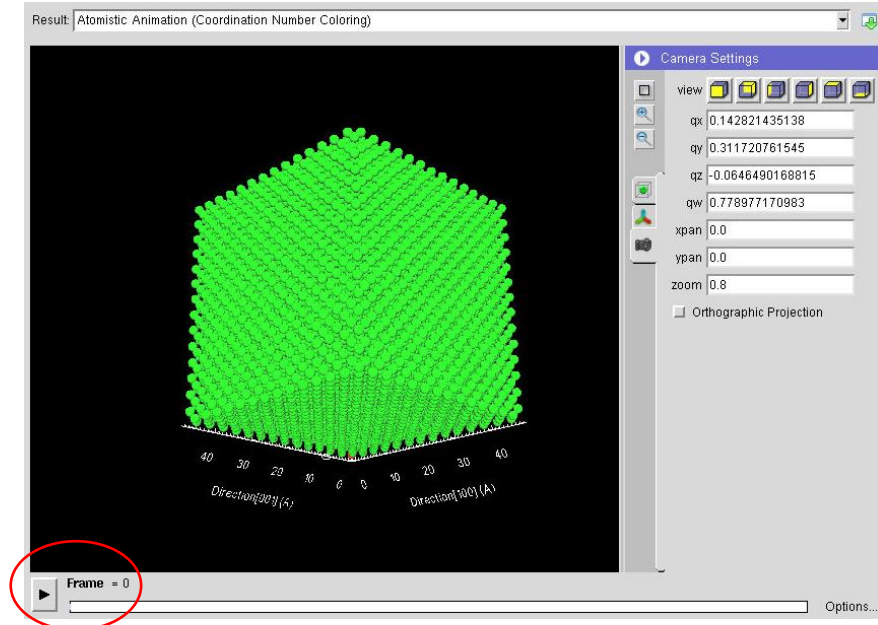 Result: Atomistic Animation (Coordination Number Coloring)
Camera Settings
view
qx 0.142821435138
qy 0.311720761545
qz -0.0646490168815
qw 0.778977170983
xpan 0.0
ypan 0.0
zoom 0.8
Orthographic Projection
40 30 20 10 0 0 10 20 30 40
Direction[001] (A) Direction[100] (A)
Frame = 0
Options...